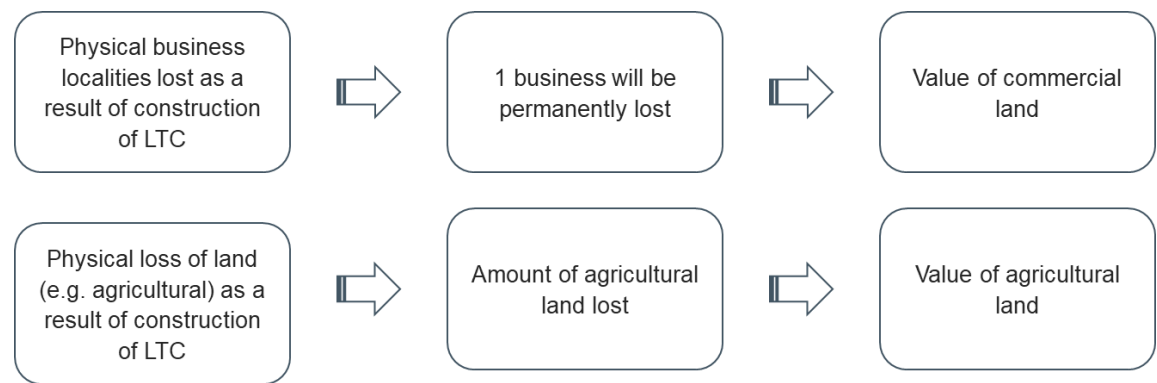 Physical business
localities lost as a
result of construction
of LTC
1 business will be
permanently lost
Value of commercial
land
Physical loss of land
(e.g. agricultural) as a
result of construction
of LTC
Amount of agricultural
land lost
Value of agricultural
land